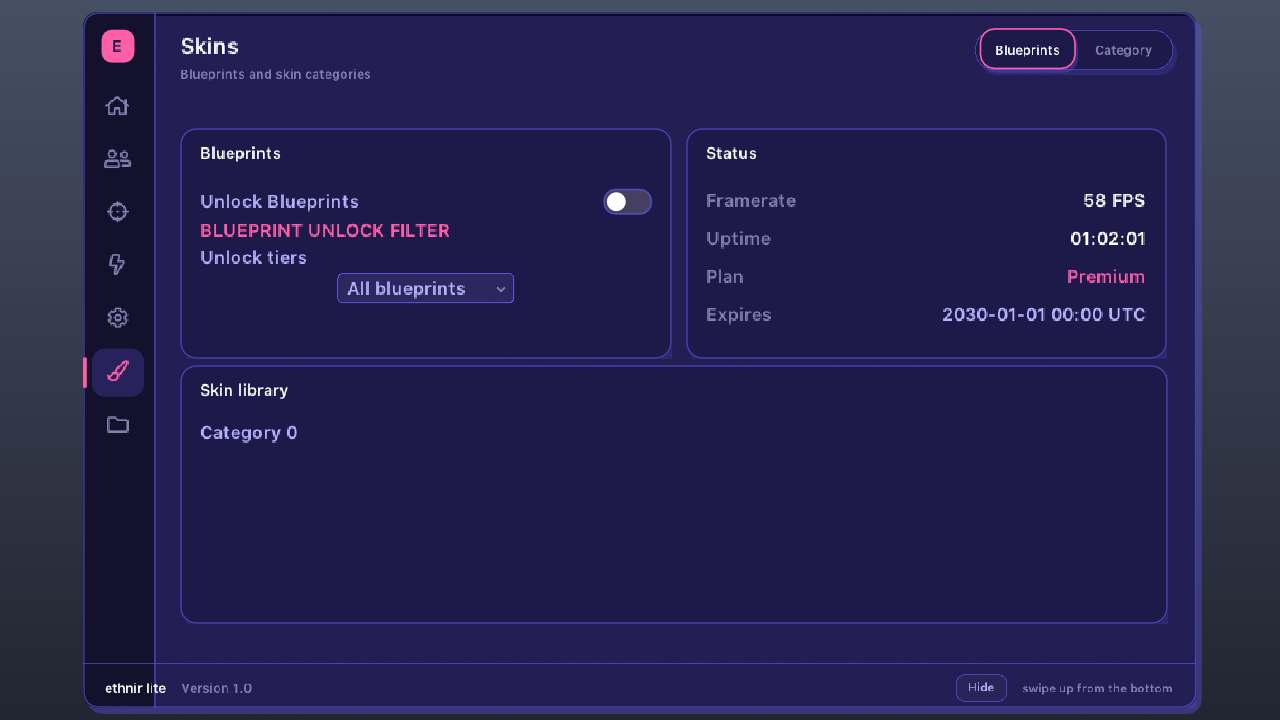 E
Skins
Blueprints and skin categories
Blueprints
Category
Blueprints
Unlock Blueprints
BLUEPRINT UNLOCK FILTER
Unlock tiers
All blueprints
Status
Framerate 58 FPS
Uptime 01:02:01
Plan Premium
Expires 2030-01-01 00:00 UTC
Skin library
Category 0
ethnir lite Version 1.0
Hide swipe up from the bottom